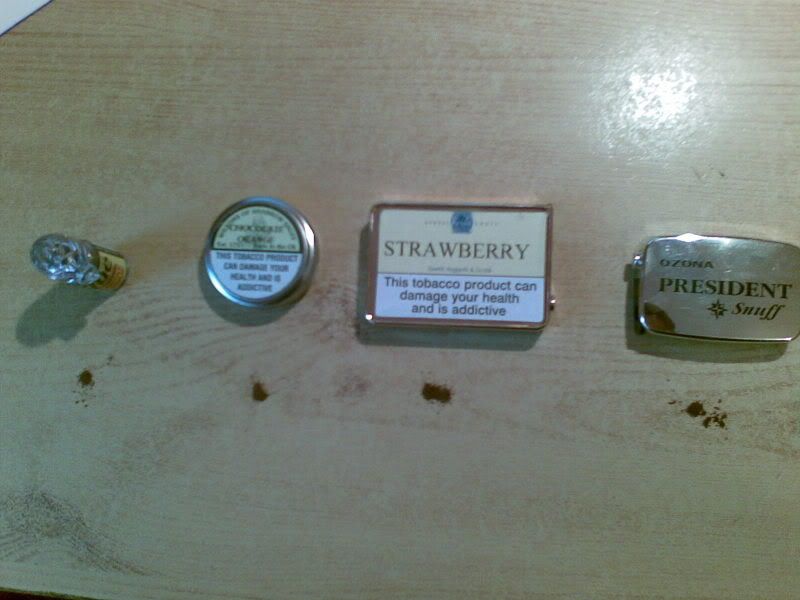 CHOCOLATE
ORANGE
THIS TOBACCO PRODUCT
CAN DAMAGE YOUR
HEALTH AND IS
ADDICTIVE
STRAWBERRY
This tobacco product can
damage your health
and is addictive
OZONA
PRESIDENT
Snuff